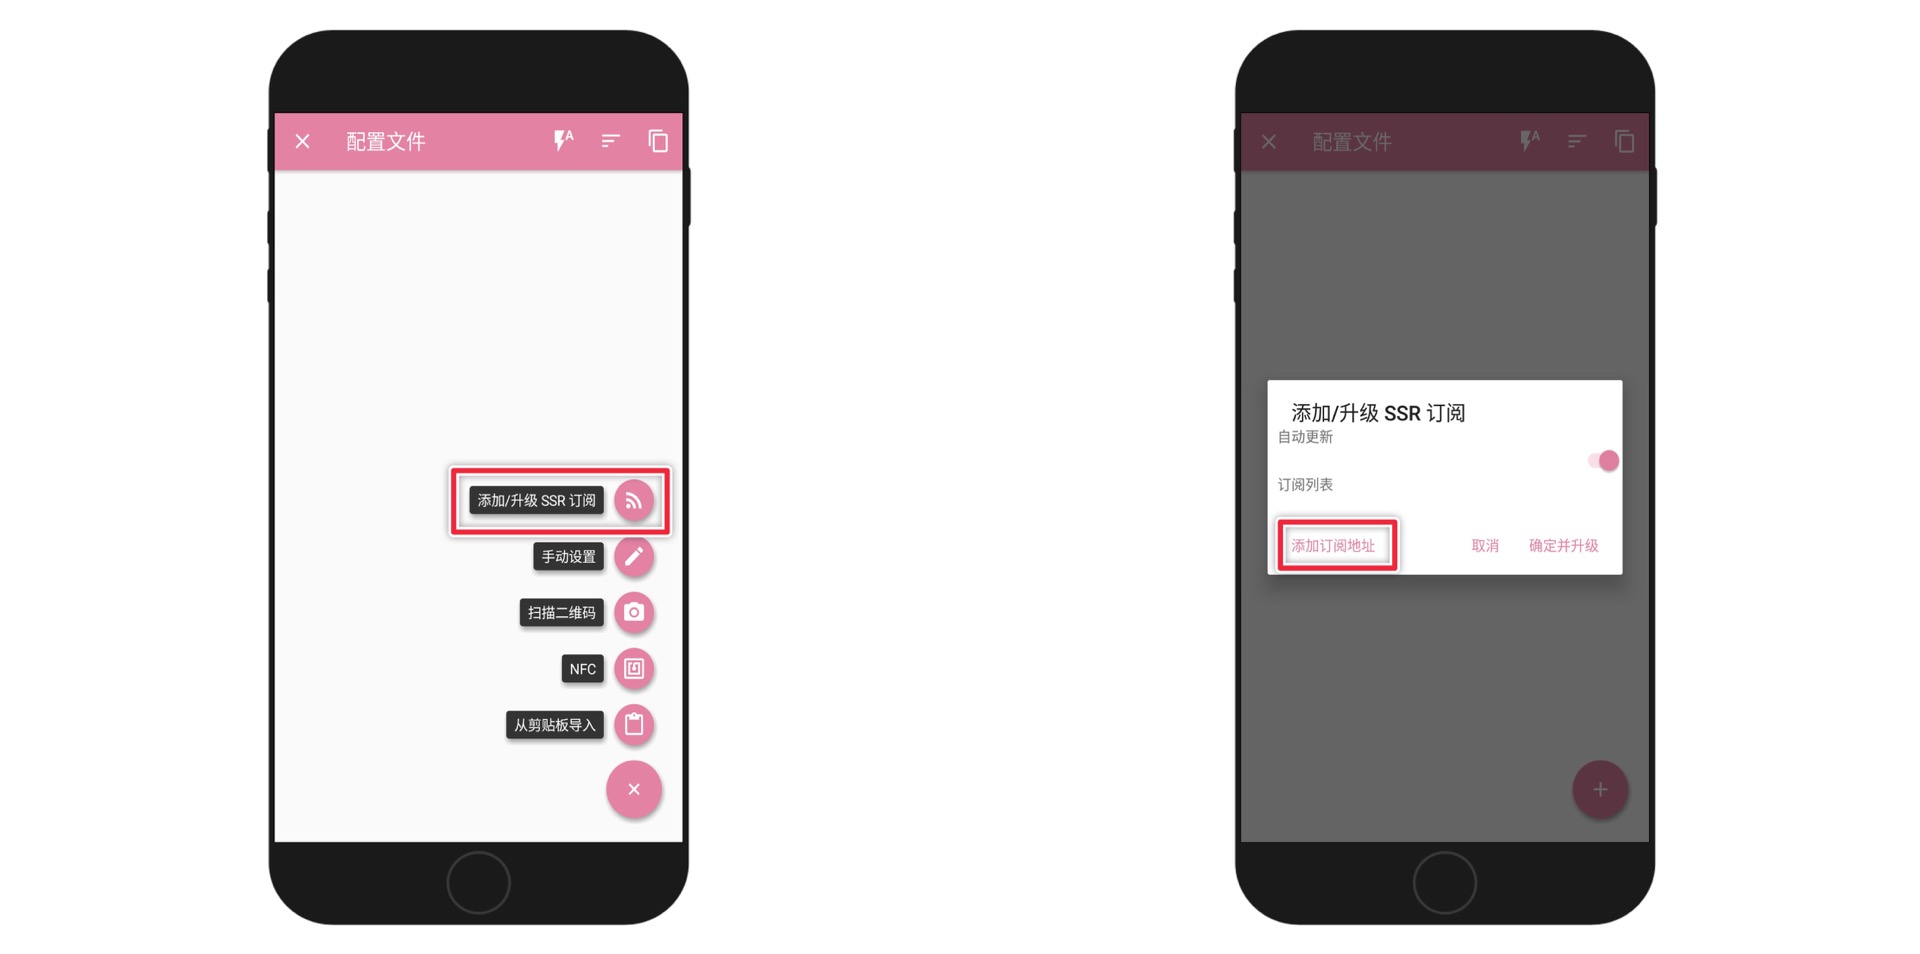 配置文件
添加/升级 SSR 订阅
手动设置
扫描二维码
NFC
从剪贴板导入
配置文件
添加/升级 SSR 订阅
自动更新
订阅列表
添加订阅地址 取消 确定并升级